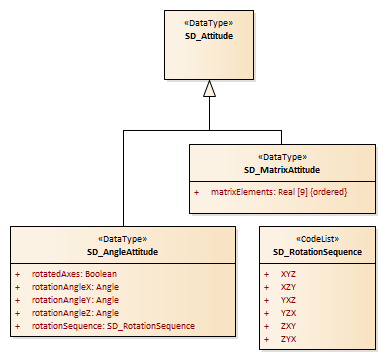 «DataType»
SD_Attitude
«DataType»
SD_MatrixAttitude
+ matrixElements: Real [9] {ordered}
«DataType»
SD_AngleAttitude
+ rotatedAxes: Boolean
+ rotationAngleX: Angle
+ rotationAngleY: Angle
+ rotationAngleZ: Angle
+ rotationSequence: SD_RotationSequence
«CodeList»
SD_RotationSequence
+ XYZ
+ XZY
+ YXZ
+ YZX
+ ZXY
+ ZYX